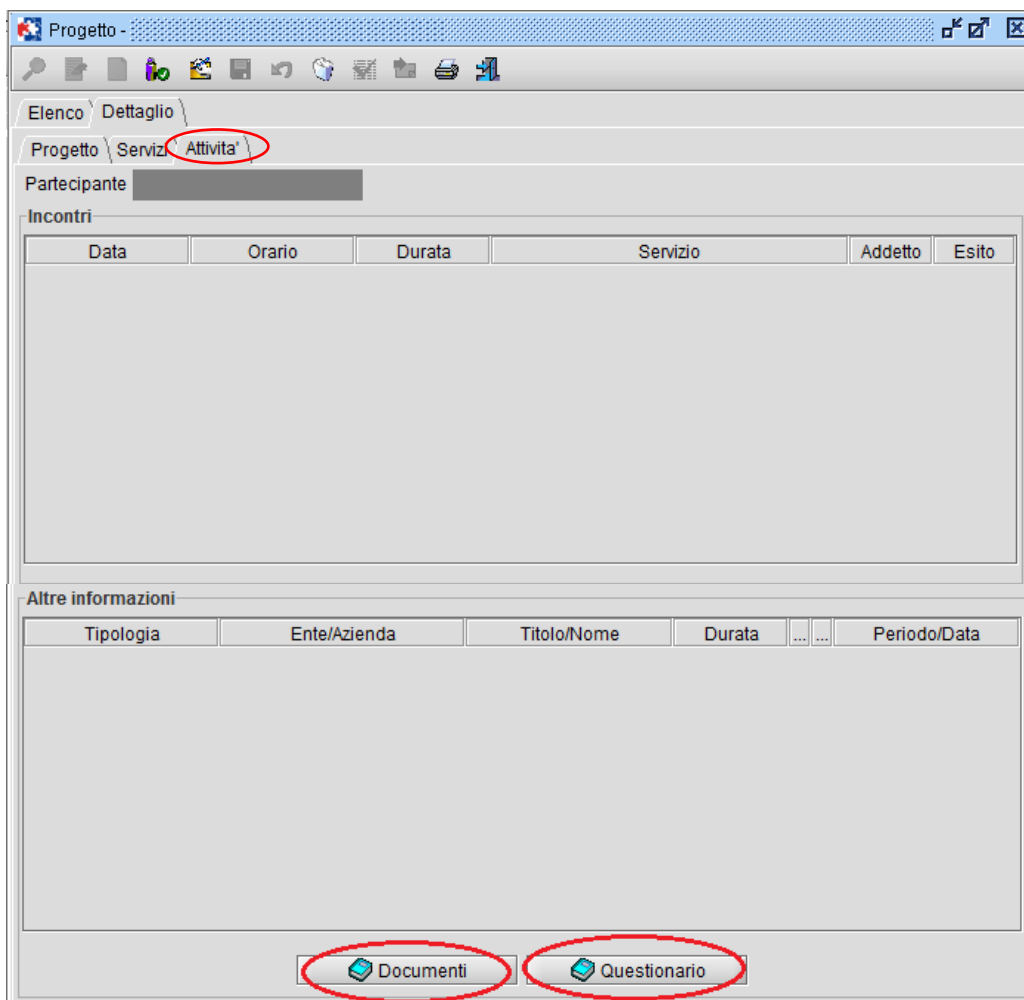 Progetto -
Elenco Dettaglio
Progetto Servizi Attivita'
Partecipante
Incontri
Data Orario Durata Servizio Addetto Esito
Altre informazioni
Tipologia Ente/Azienda Titolo/Nome Durata ... ... Periodo/Data
Documenti Questionario